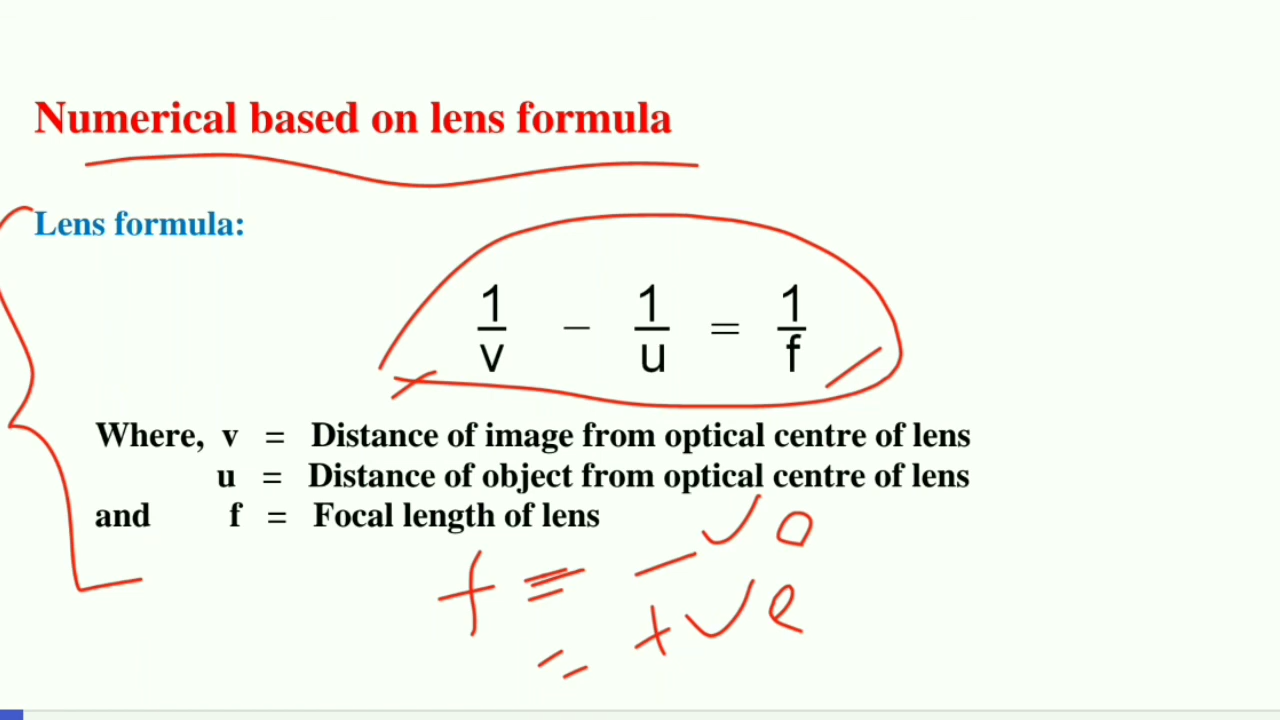 Numerical based on lens formula
Lens formula:
1/v − 1/u = 1/f
Where, v = Distance of image from optical centre of lens
u = Distance of object from optical centre of lens
and f = Focal length of lens
f = −ve
= +ve